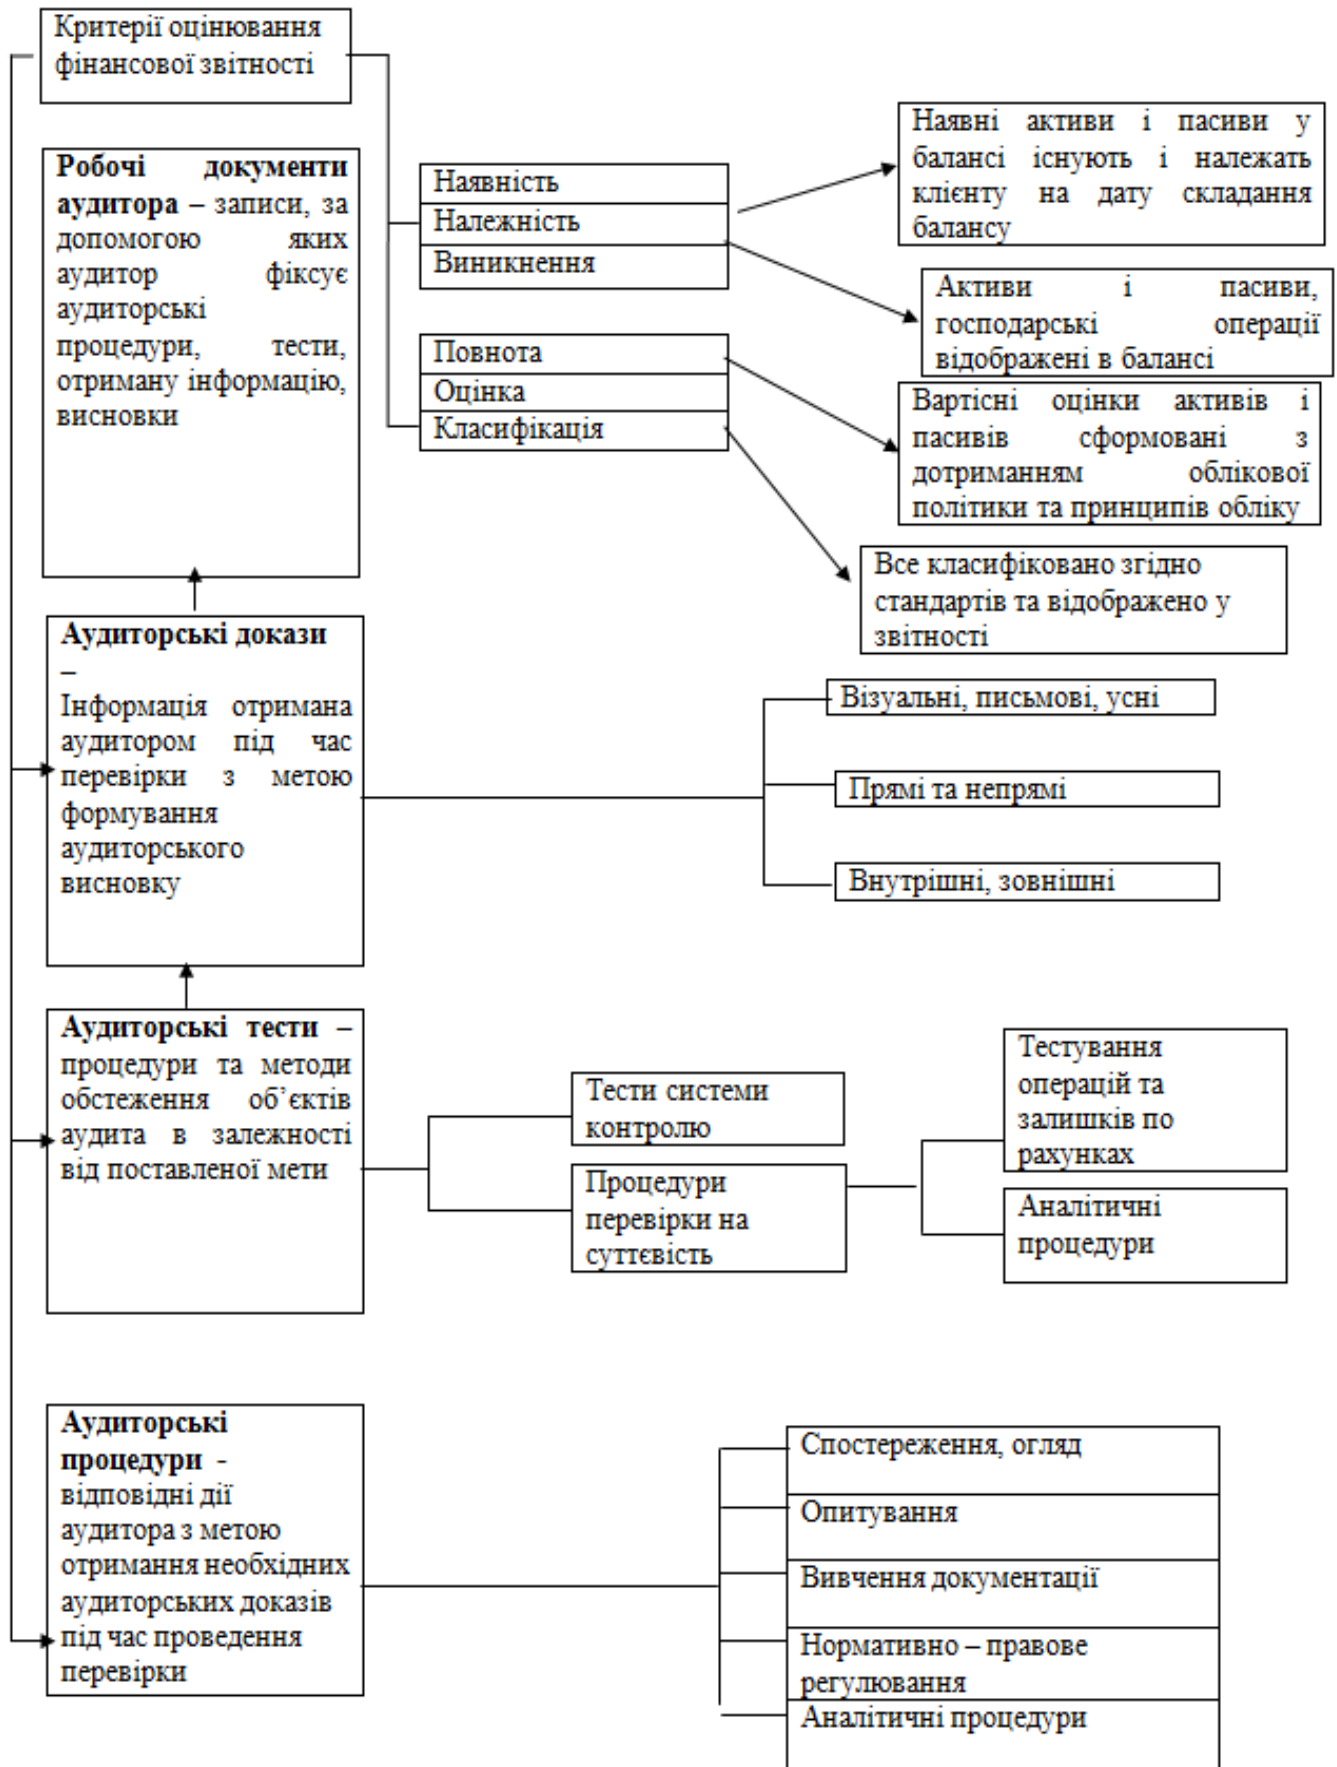 Критерії оцінювання
фінансової звітності
Робочі документи
аудитора – записи, за
допомогою яких
аудитор фіксує
аудиторські
процедури, тести,
отриману інформацію,
висновки
Наявність
Належність
Виникнення
Повнота
Оцінка
Класифікація
Наявні активи і пасиви у
балансі існують і належать
клієнту на дату складання
балансу
Активи і пасиви,
господарські операції
відображені в балансі
Вартісні оцінки активів і
пасивів сформовані з
дотриманням облікової
політики та принципів обліку
Все класифіковано згідно
стандартів та відображено у
звітності
Аудиторські докази
–
Інформація отримана
аудитором під час
перевірки з метою
формування
аудиторського
висновку
Візуальні, письмові, усні
Прямі та непрямі
Внутрішні, зовнішні
Аудиторські тести –
процедури та методи
обстеження об’єктів
аудита в залежності
від поставленої мети
Тести системи
контролю
Процедури
перевірки на
суттєвість
Тестування
операцій та
залишків по
рахунках
Аналітичні
процедури
Аудиторські
процедури -
відповідні дії
аудитора з метою
отримання необхідних
аудиторських доказів
під час проведення
перевірки
Спостереження, огляд
Опитування
Вивчення документації
Нормативно – правове
регулювання
Аналітичні процедури